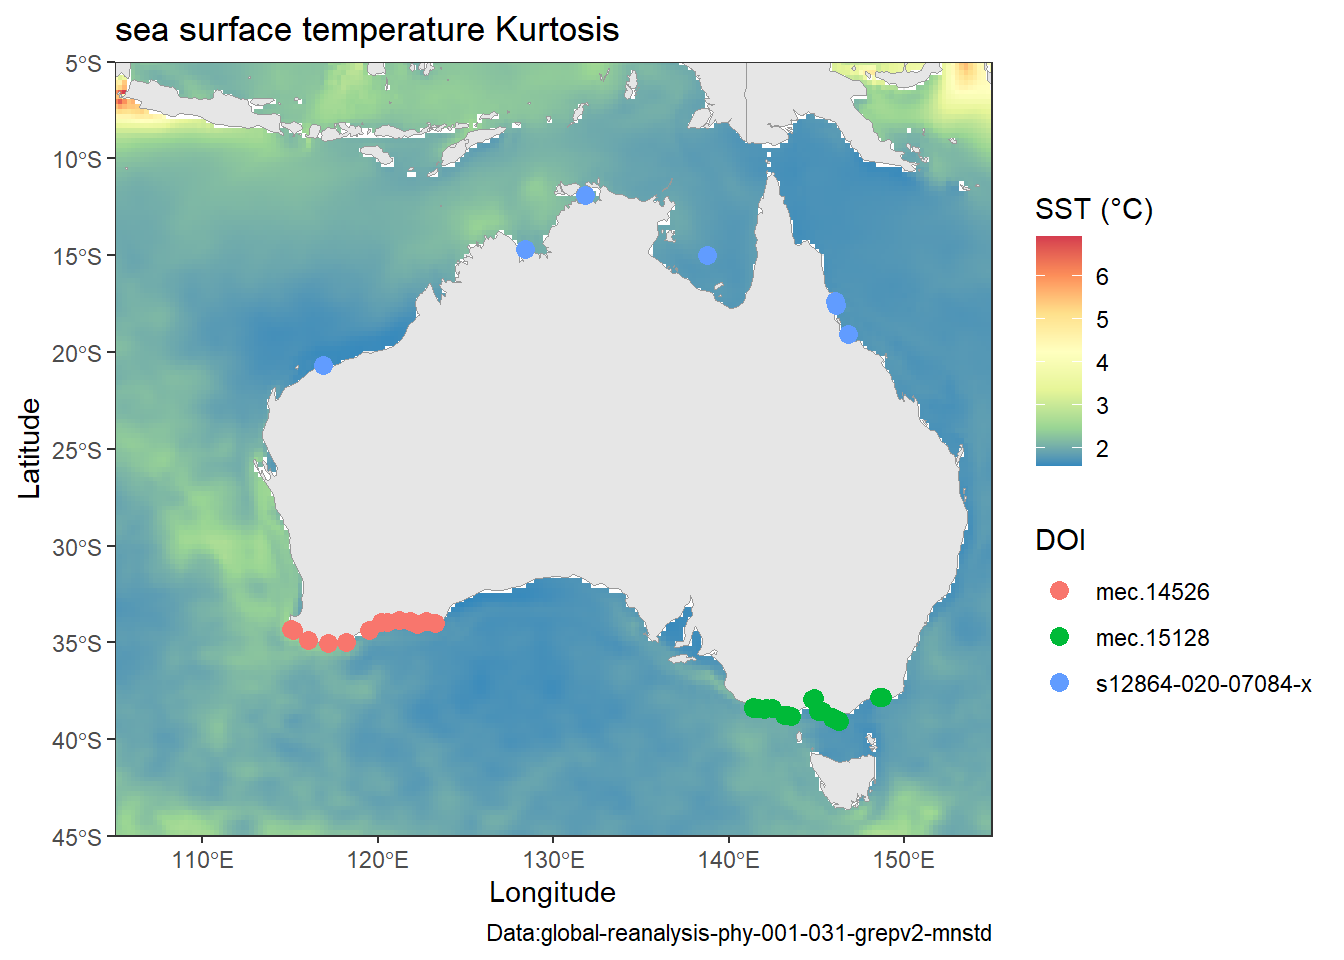 sea surface temperature Kurtosis
5°S
10°S
15°S
20°S
25°S
30°S
35°S
40°S
45°S
Latitude
110°E
120°E
130°E
140°E
150°E
Longitude
Data:global-reanalysis-phy-001-031-grepv2-mnstd
SST (°C)
6
5
4
3
2
DOI
mec.14526
mec.15128
s12864-020-07084-x